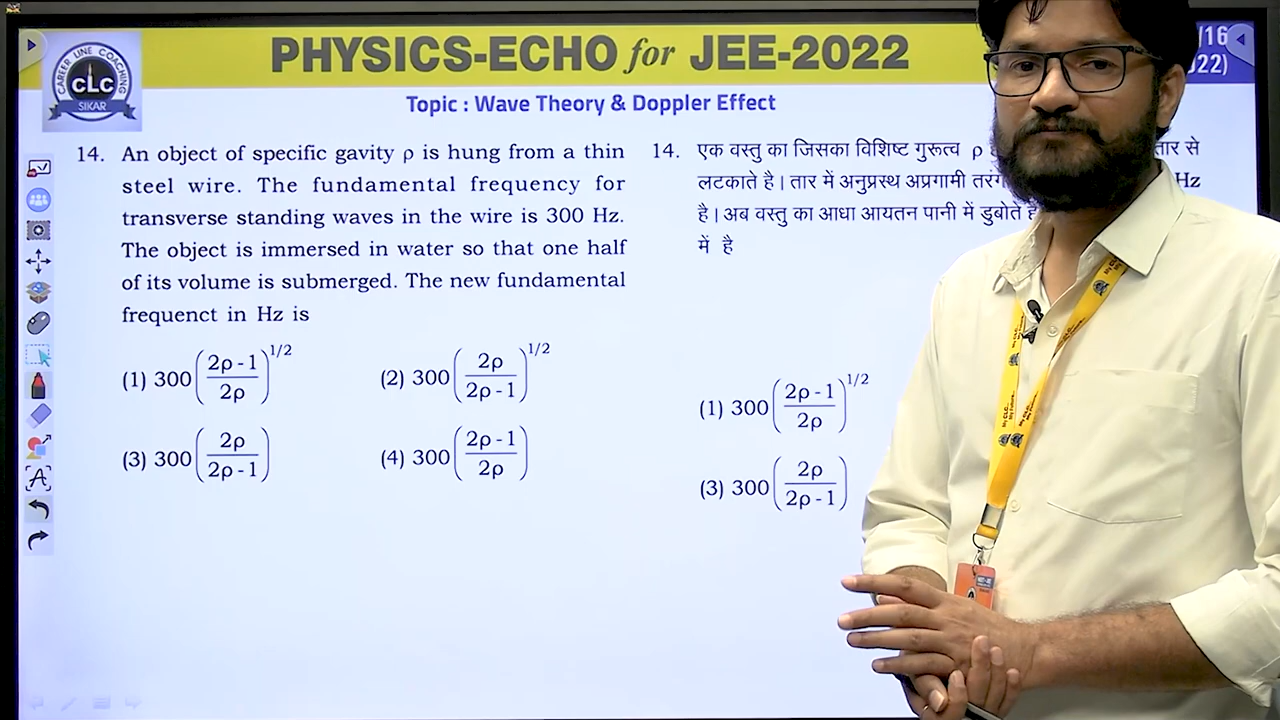 PHYSICS-ECHO for JEE-2022
/16
022)
CAREER LINE COACHING
CLC
SIKAR
Topic : Wave Theory & Doppler Effect
14. An object of specific gavity ρ is hung from a thin
steel wire. The fundamental frequency for
transverse standing waves in the wire is 300 Hz.
The object is immersed in water so that one half
of its volume is submerged. The new fundamental
frequenct in Hz is
(1) 300 (2ρ - 1 / 2ρ)^1/2 (2) 300 (2ρ / 2ρ - 1)^1/2
(3) 300 (2ρ / 2ρ - 1) (4) 300 (2ρ - 1 / 2ρ)
14. एक वस्तु का जिसका विशिष्ट गुरूत्व ρ तार से
लटकाते है। तार में अनुप्रस्थ अप्रगामी Hz
है। अब वस्तु का आधा आयतन पानी में डुबोते
में है
(1) 300 (2ρ - 1 / 2ρ)^1/2
(3) 300 (2ρ / 2ρ - 1)